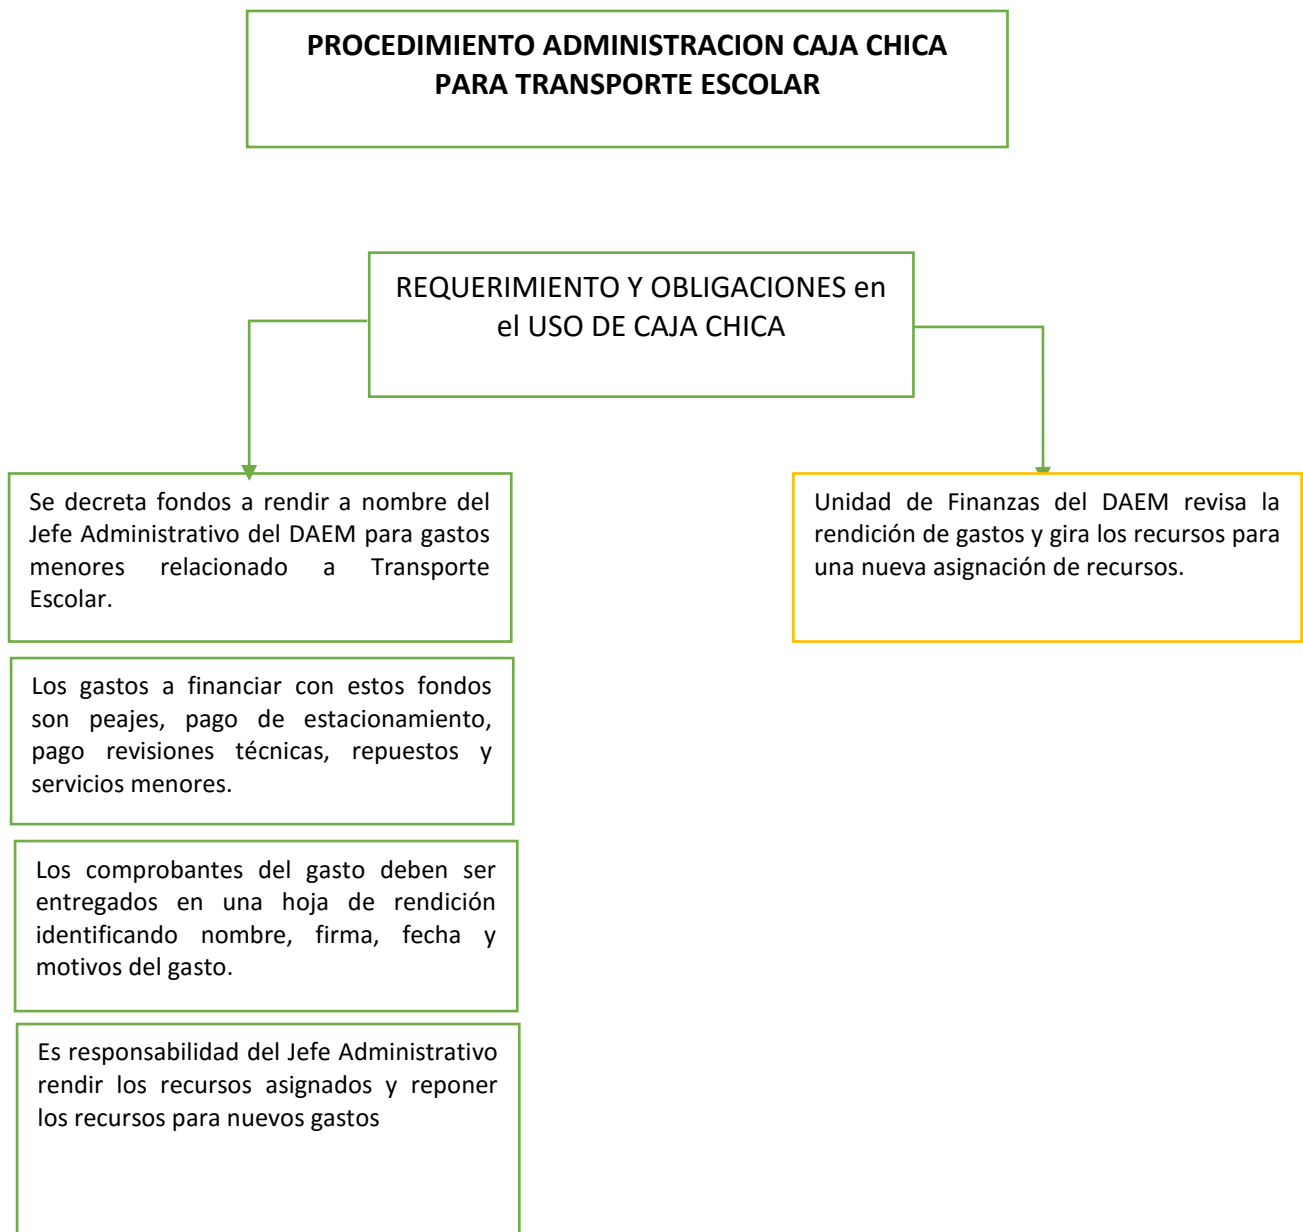 PROCEDIMIENTO ADMINISTRACION CAJA CHICA
PARA TRANSPORTE ESCOLAR
REQUERIMIENTO Y OBLIGACIONES en
el USO DE CAJA CHICA
Se decreta fondos a rendir a nombre del
Jefe Administrativo del DAEM para gastos
menores relacionado a Transporte
Escolar.
Unidad de Finanzas del DAEM revisa la
rendición de gastos y gira los recursos para
una nueva asignación de recursos.
Los gastos a financiar con estos fondos
son peajes, pago de estacionamiento,
pago revisiones técnicas, repuestos y
servicios menores.
Los comprobantes del gasto deben ser
entregados en una hoja de rendición
identificando nombre, firma, fecha y
motivos del gasto.
Es responsabilidad del Jefe Administrativo
rendir los recursos asignados y reponer
los recursos para nuevos gastos